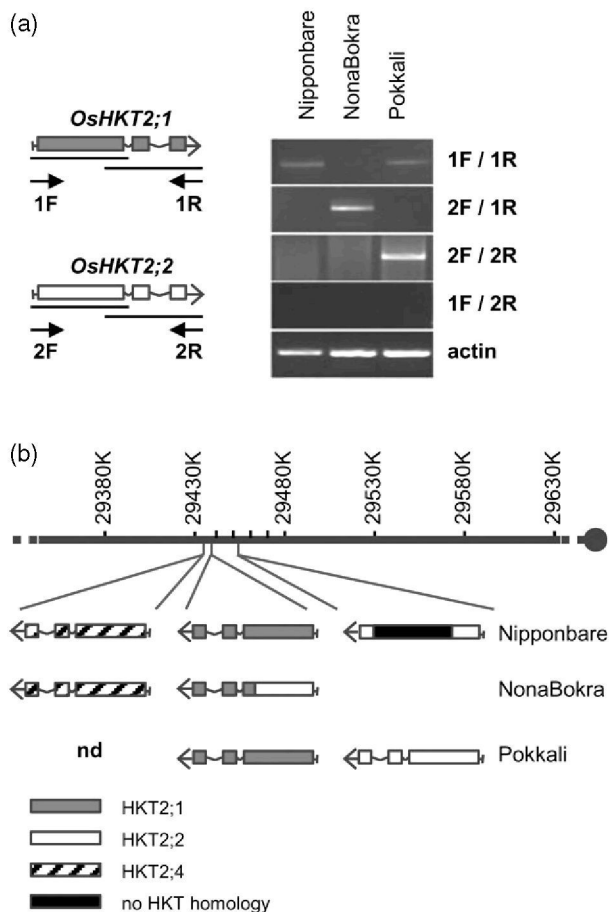 (a)
Nipponbare
NonaBokra
Pokkali
OsHKT2;1
1F
1R
OsHKT2;2
2F
2R
1F / 1R
2F / 1R
2F / 2R
1F / 2R
actin
(b)
29380K
29430K
29480K
29530K
29580K
29630K
Nipponbare
NonaBokra
nd
Pokkali
HKT2;1
HKT2;2
HKT2;4
no HKT homology